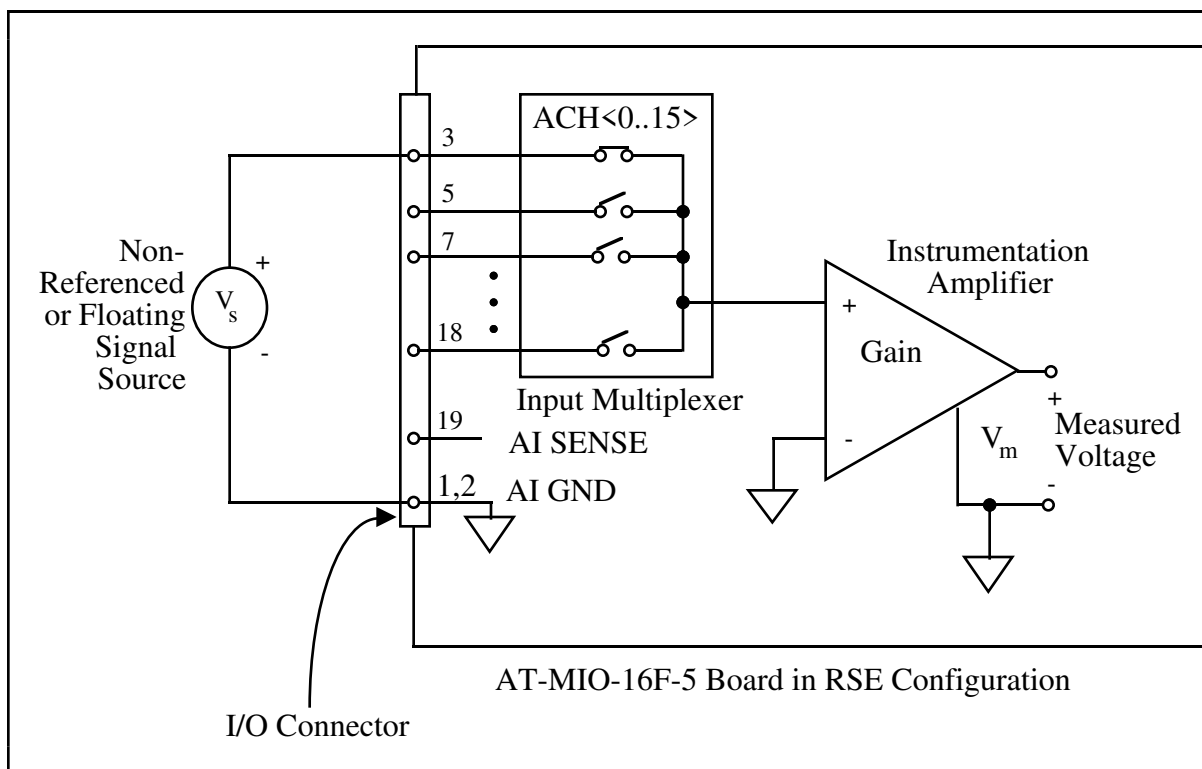 ACH<0..15>
3
5
7
18
19
1,2
Non-
Referenced
or Floating
Signal
Source
+
V
s
-
Input Multiplexer
AI SENSE
AI GND
Instrumentation
Amplifier
+
Gain
-
+
Measured
Voltage
V
m
-
AT-MIO-16F-5 Board in RSE Configuration
I/O Connector